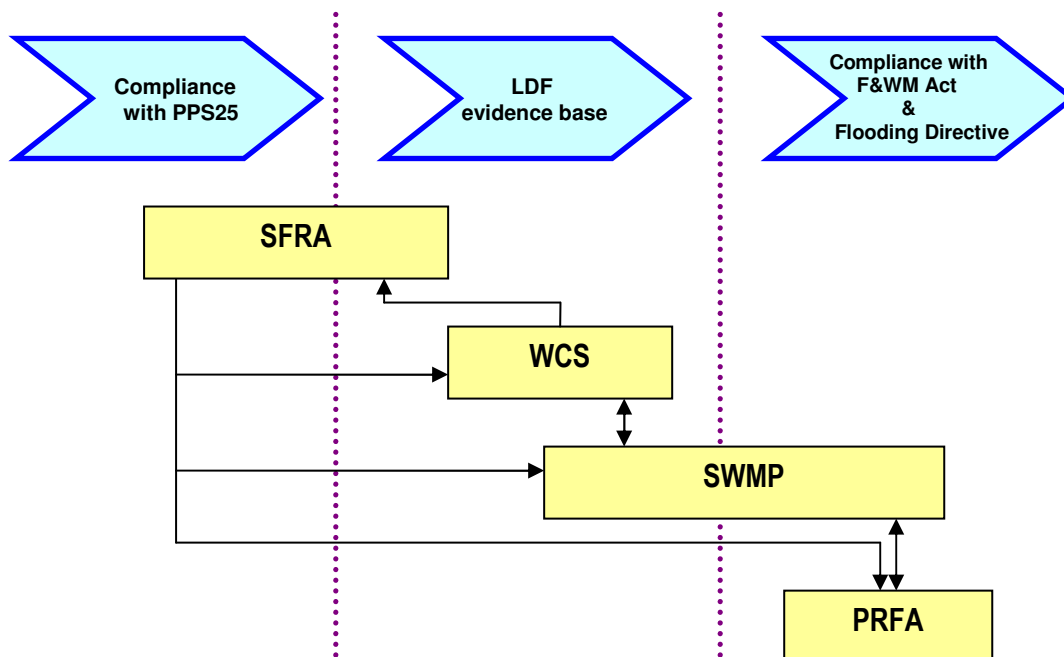 Compliance
with PPS25
LDF
evidence base
Compliance with
F&WM Act
&
Flooding Directive
SFRA
WCS
SWMP
PRFA